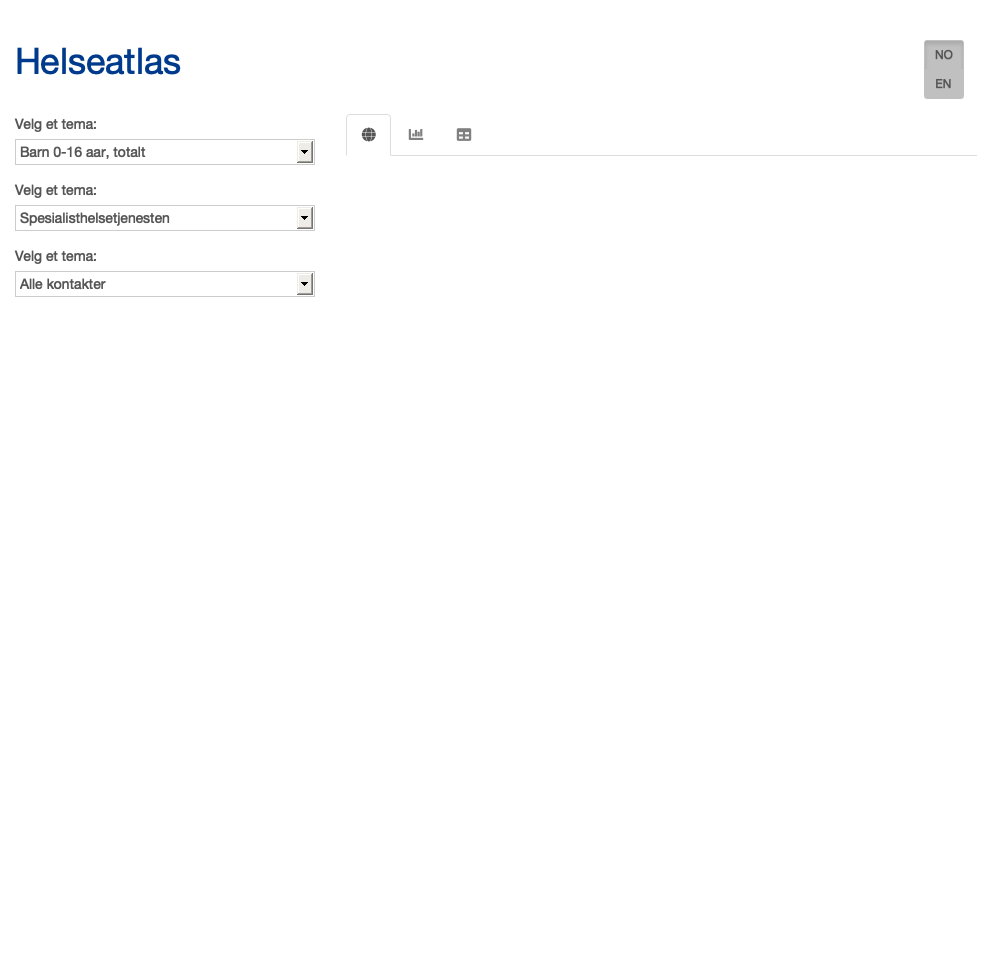 Helseatlas
NO
EN
Velg et tema:
Barn 0-16 aar, totalt
Velg et tema:
Spesialisthelsetjenesten
Velg et tema:
Alle kontakter